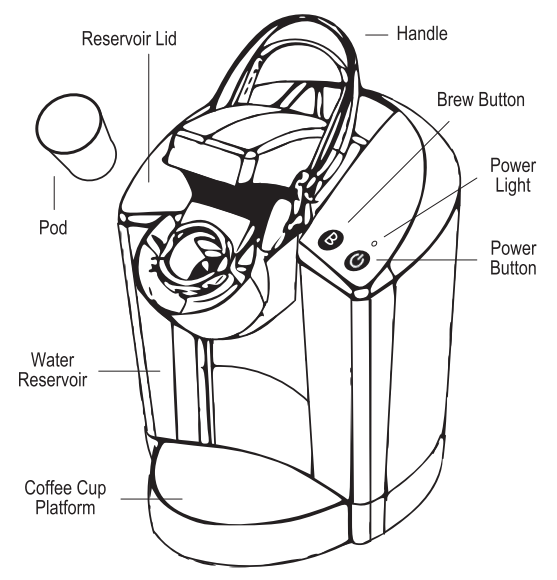 Handle
Reservoir Lid
Brew Button
Power
Light
Pod
B
Power
Button
Water
Reservoir
Coffee Cup
Platform